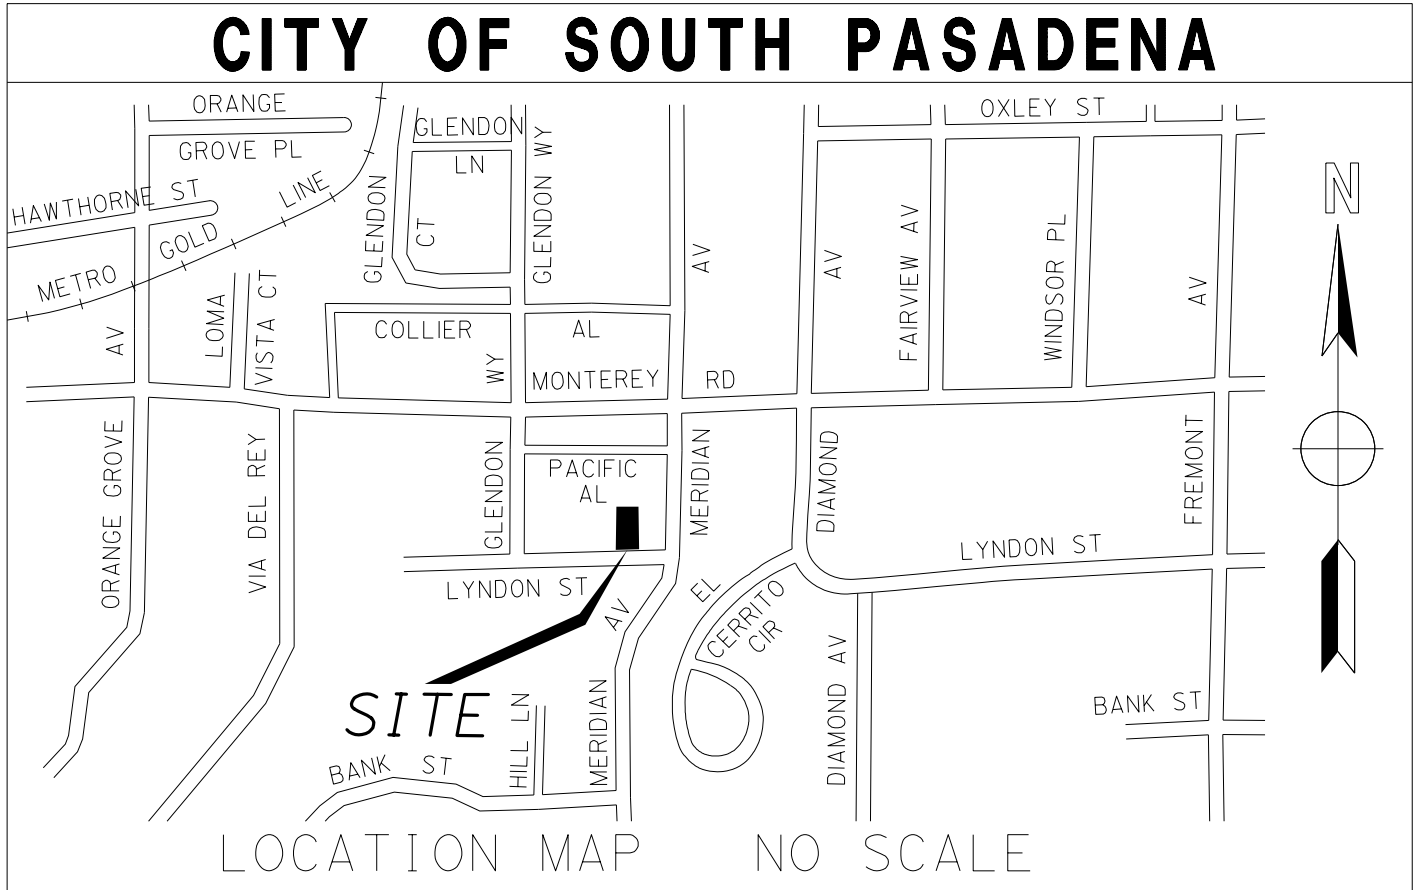 CITY OF SOUTH PASADENA
ORANGE
GROVE PL
GLENDON
LN
OXLEY ST
HAWTHORNE ST
METRO GOLD LINE
GLENDON
CT
GLENDON WY
AV
AV
FAIRVIEW AV
WINDSOR PL
AV
N
AV
LOMA
VISTA CT
COLLIER AL
WY
MONTEREY RD
ORANGE GROVE
VIA DEL REY
GLENDON
PACIFIC
AL
MERIDIAN
DIAMOND
FREMONT
LYNDON ST
LYNDON ST
AV
EL
CERRITO
CIR
DIAMOND AV
SITE
HILL LN
MERIDIAN
BANK ST
BANK ST
LOCATION MAP NO SCALE